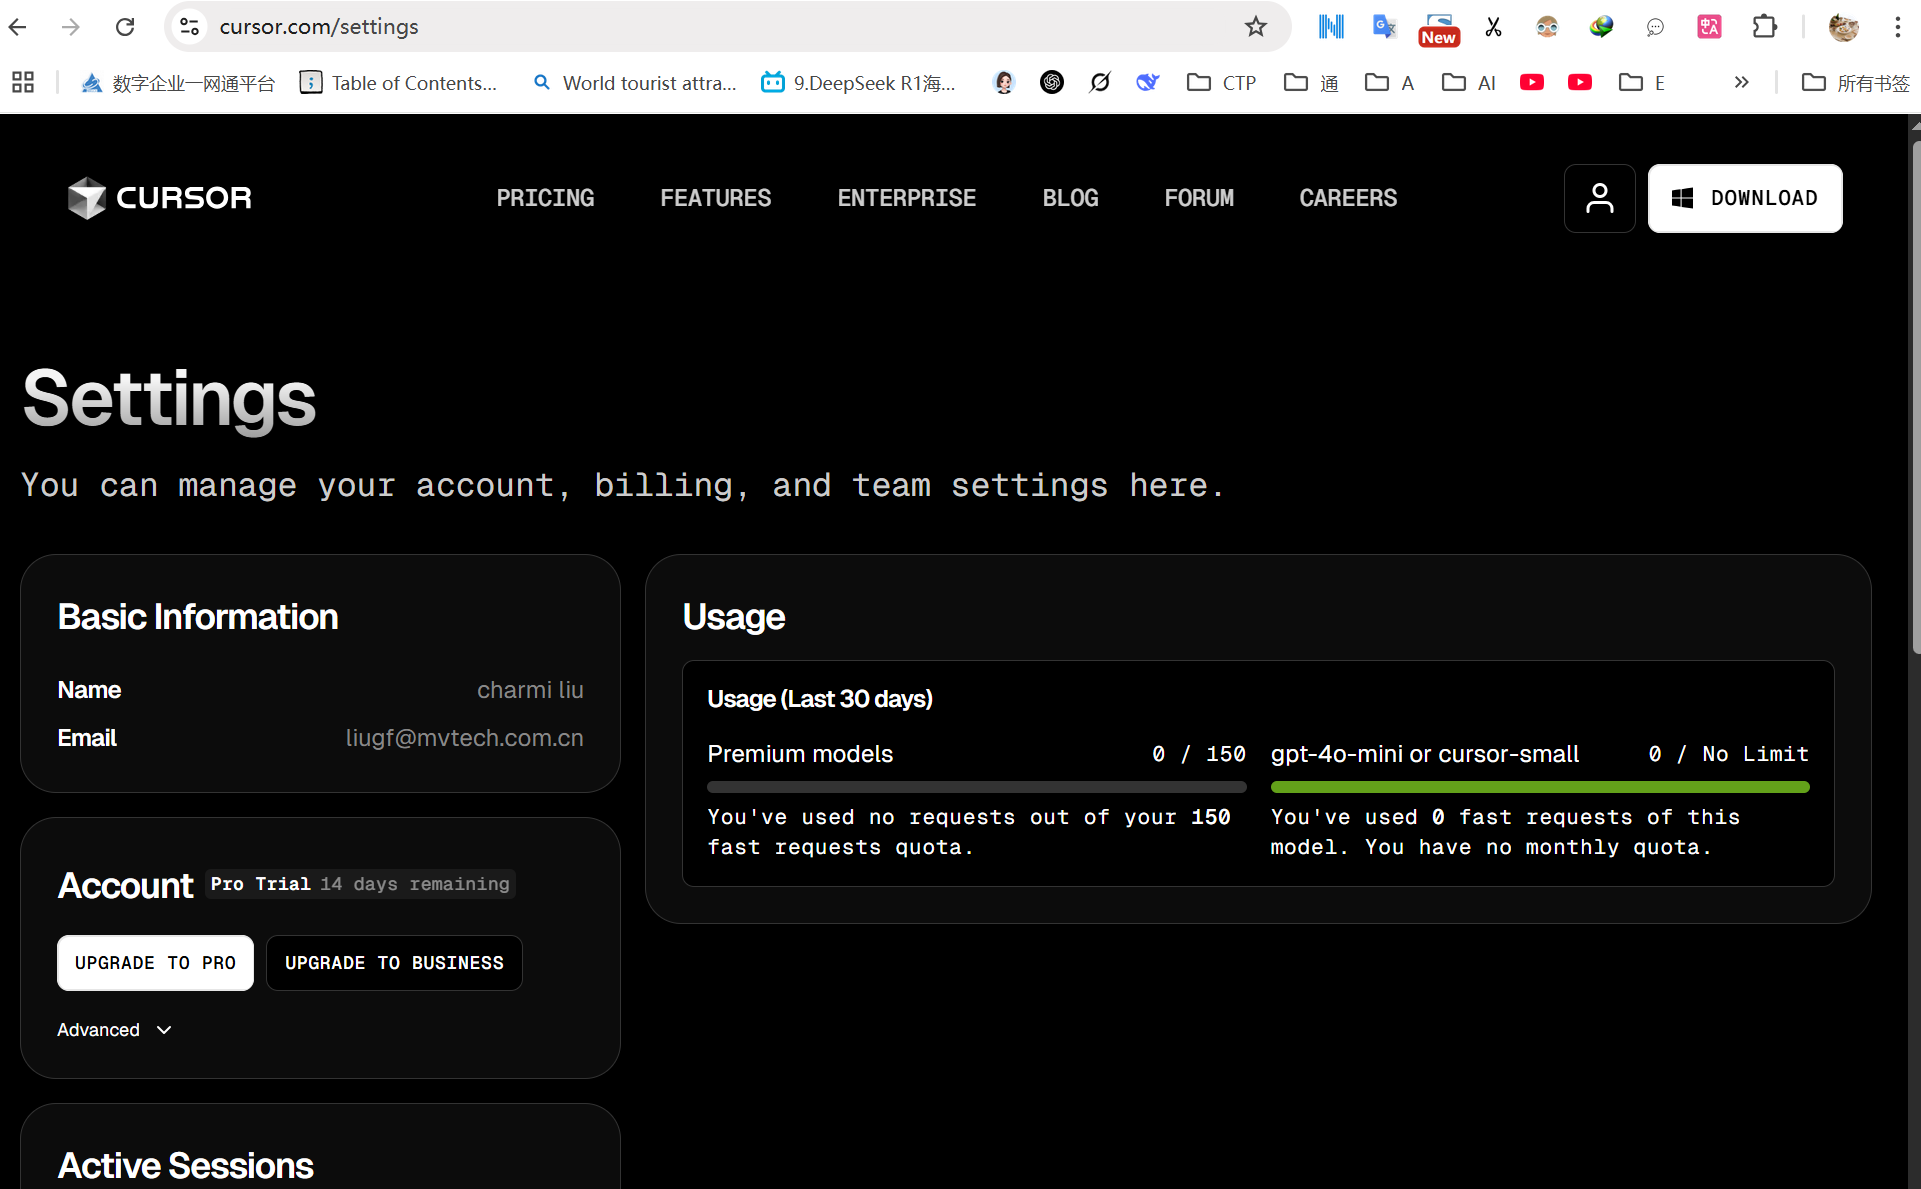 cursor.com/settings
New
数字企业一网通平台
Table of Contents...
World tourist attra...
9.DeepSeek R1海...
CTP
通
A
AI
E
所有书签
CURSOR
PRICING
FEATURES
ENTERPRISE
BLOG
FORUM
CAREERS
DOWNLOAD
Settings
You can manage your account, billing, and team settings here.
Basic Information
Name
charmi liu
Email
liugf@mvtech.com.cn
Account
Pro Trial 14 days remaining
UPGRADE TO PRO
UPGRADE TO BUSINESS
Advanced
Active Sessions
Usage
Usage (Last 30 days)
Premium models
0 / 150
You've used no requests out of your 150
fast requests quota.
gpt-4o-mini or cursor-small
0 / No Limit
You've used 0 fast requests of this
model. You have no monthly quota.